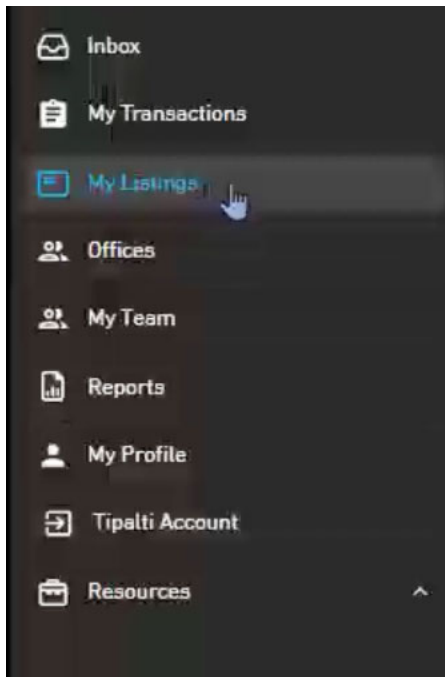 Inbox
My Transactions
My Listings
Offices
My Team
Reports
My Profile
Tipalti Account
Resources